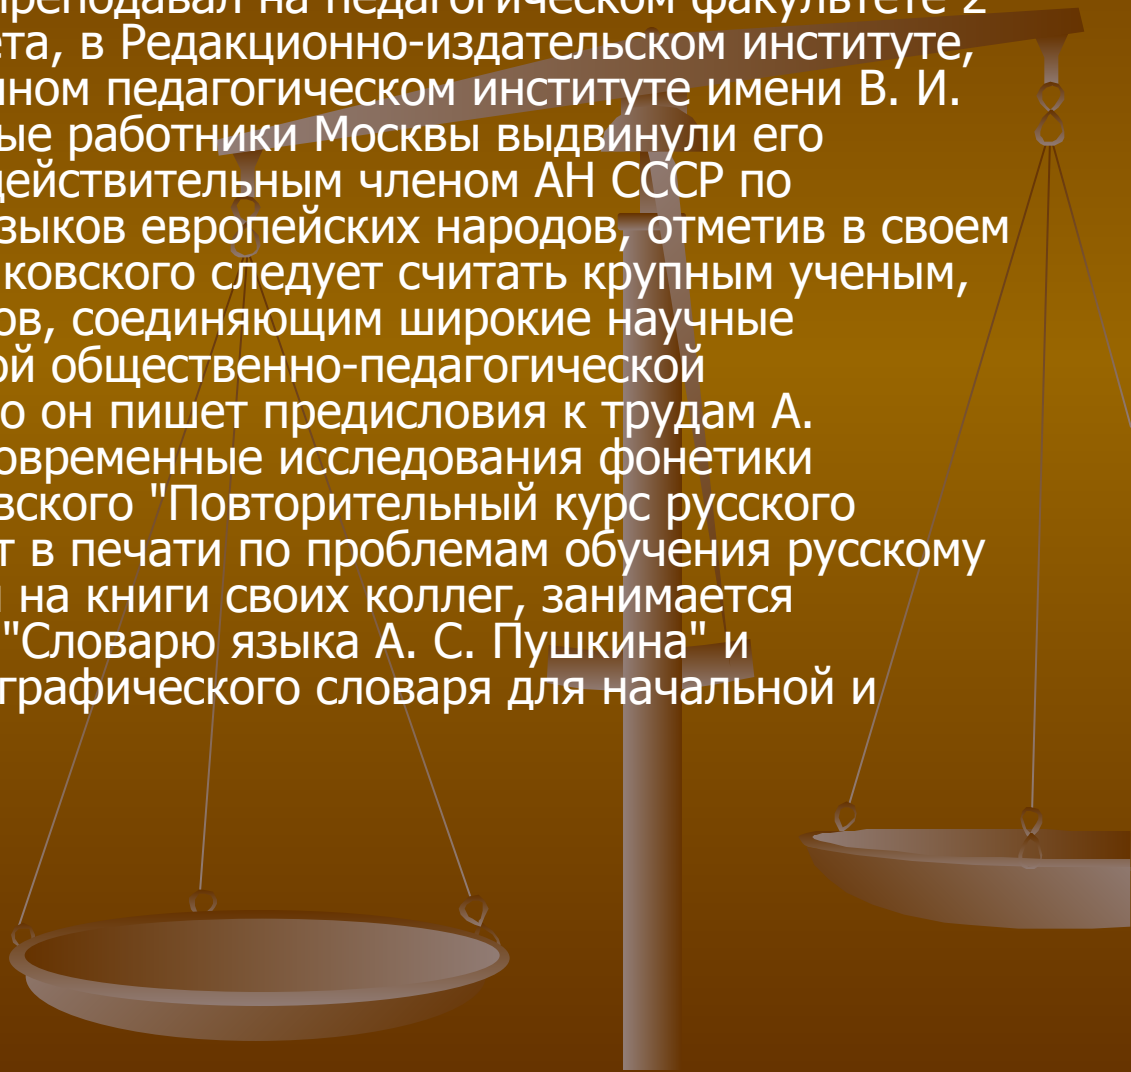 преподавал на педагогическом факультете 2
ета, в Редакционно-издательском институте,
нном педагогическом институте имени В. И.
ые работники Москвы выдвинули его
действительным членом АН СССР по
зыков европейских народов, отметив в своем
ковского следует считать крупным ученым,
ов, соединяющим широкие научные
ой общественно-педагогической
о он пишет предисловия к трудам А.
овременные исследования фонетики
вского "Повторительный курс русского
т в печати по проблемам обучения русскому
на книги своих коллег, занимается
"Словарю языка А. С. Пушкина" и
графического словаря для начальной и